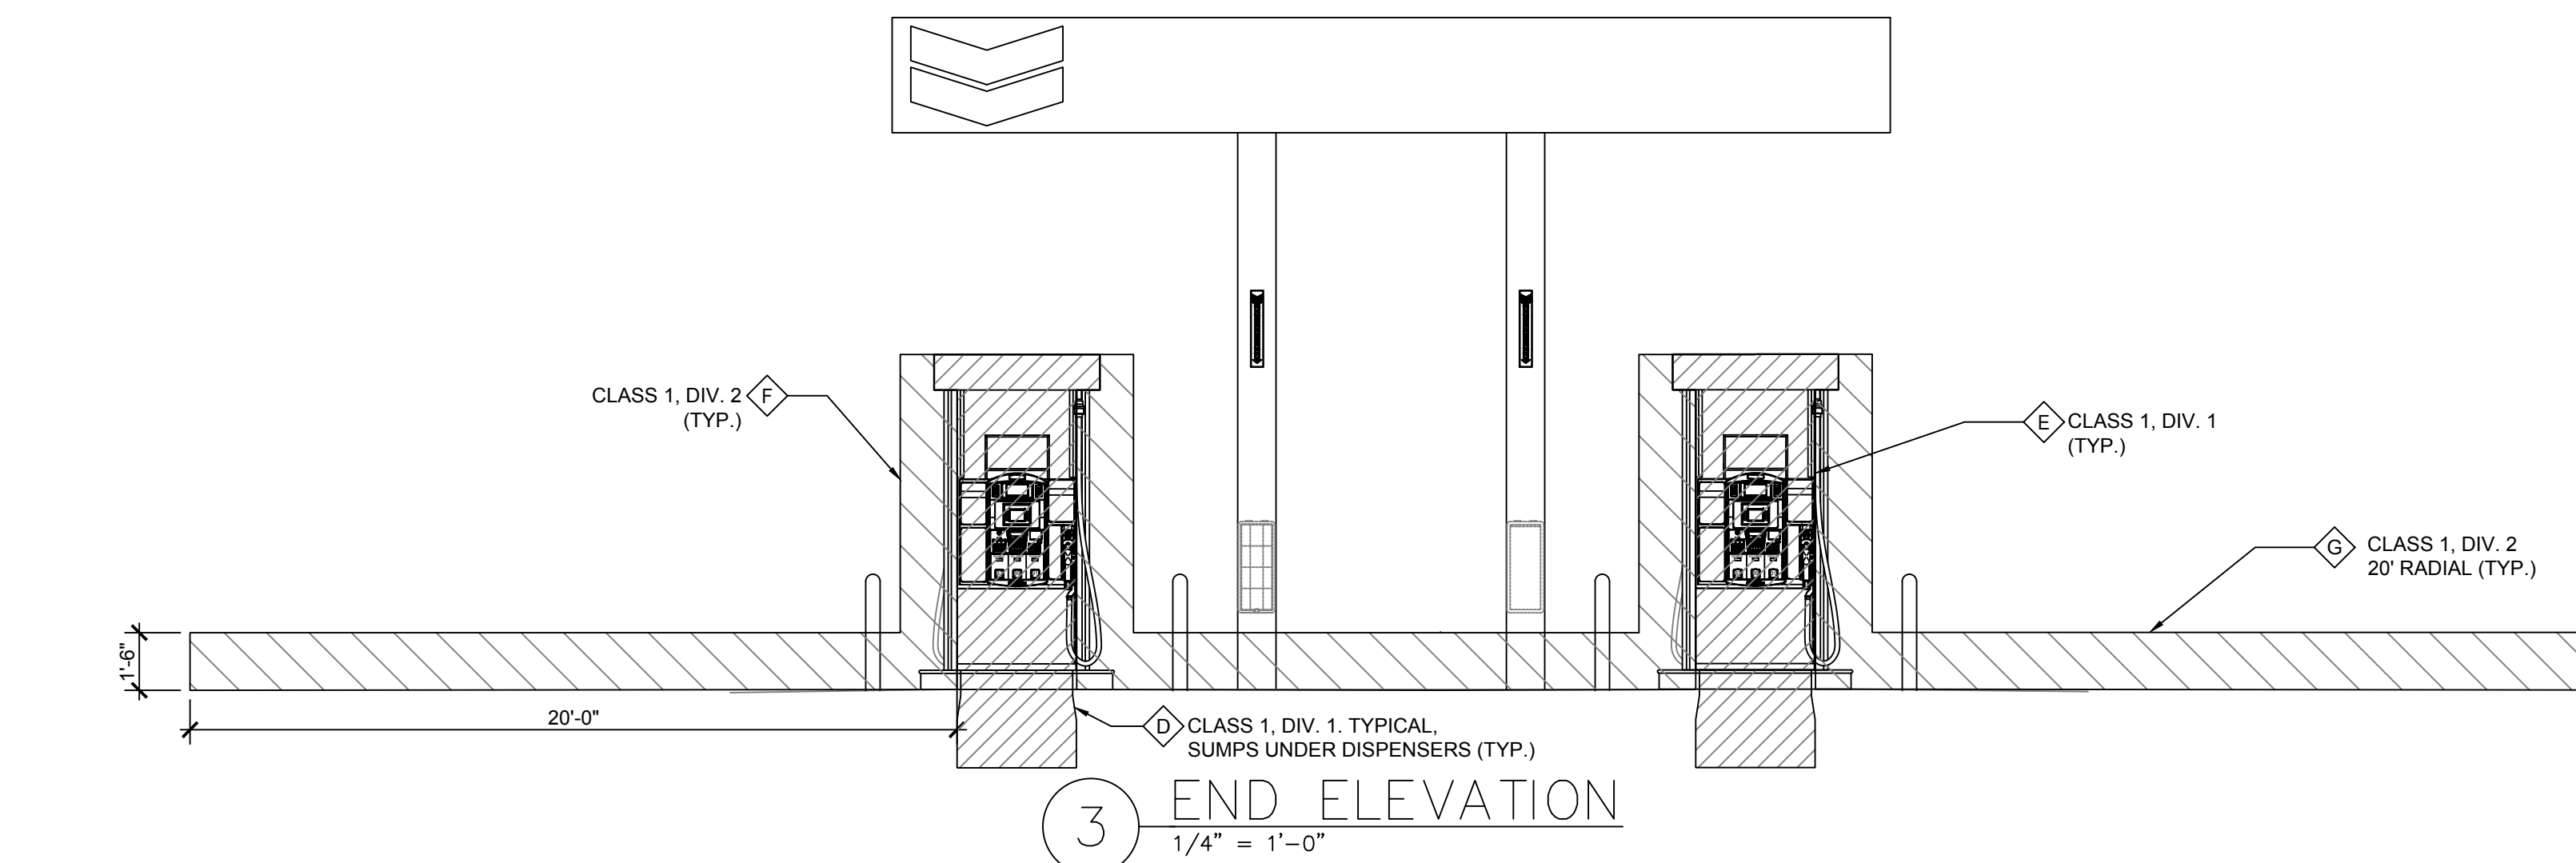 CLASS 1, DIV. 2
(TYP.)
F
E
CLASS 1, DIV. 1
(TYP.)
G
CLASS 1, DIV. 2
20' RADIAL (TYP.)
1'-6"
20'-0"
D
CLASS 1, DIV. 1. TYPICAL,
SUMPS UNDER DISPENSERS (TYP.)
3
END ELEVATION
1/4" = 1'-0"